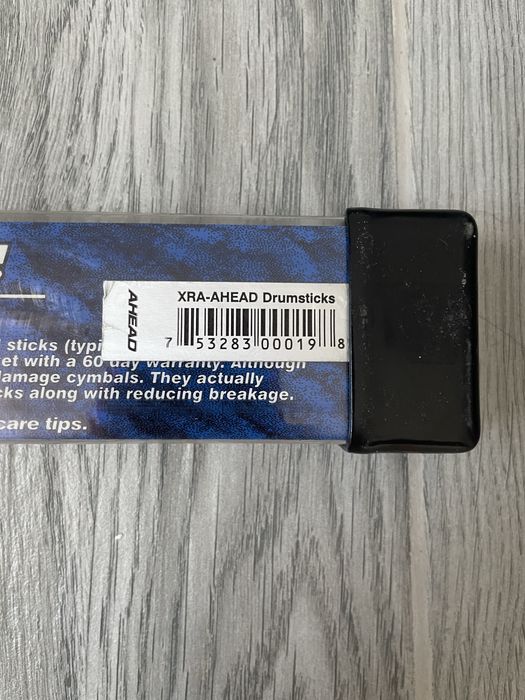 XRA-AHEAD Drumsticks
AHEAD
7 53283 00019 8
sticks (typi
et with a 60 day warranty. Although
damage cymbals. They actually
cks along with reducing breakage.
care tips.